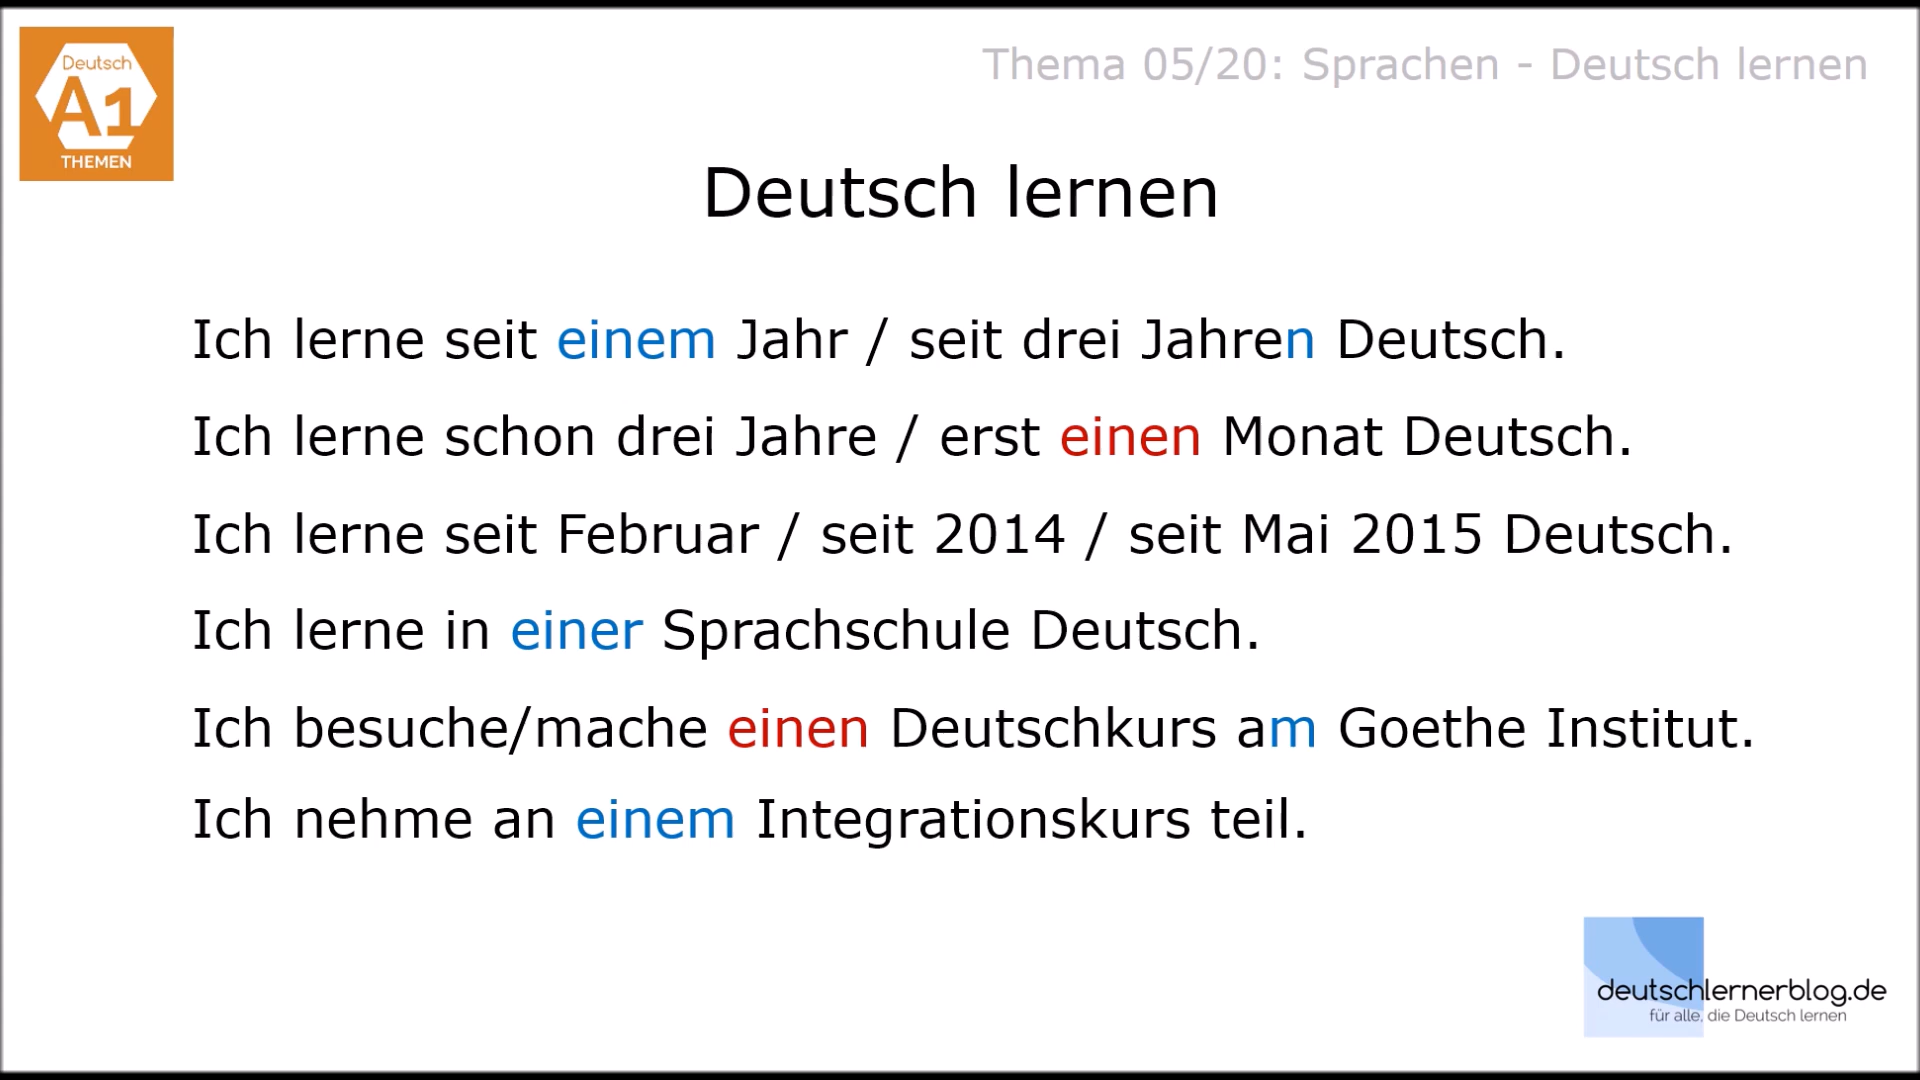 Deutsch
A1
THEMEN
Thema 05/20: Sprachen - Deutsch lernen
Deutsch lernen
Ich lerne seit einem Jahr / seit drei Jahren Deutsch.
Ich lerne schon drei Jahre / erst einen Monat Deutsch.
Ich lerne seit Februar / seit 2014 / seit Mai 2015 Deutsch.
Ich lerne in einer Sprachschule Deutsch.
Ich besuche/mache einen Deutschkurs am Goethe Institut.
Ich nehme an einem Integrationskurs teil.
deutschlernerblog.de
für alle, die Deutsch lernen